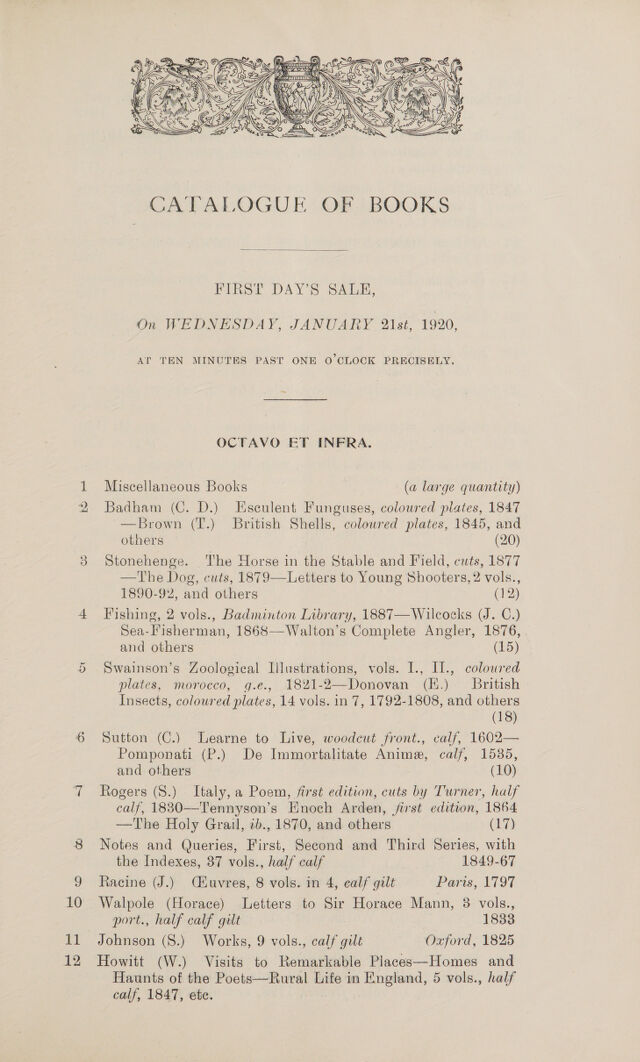 CATALOGUE OF BOOKS
FIRST DAY'S SALE,
On WEDNESDAY, JANUARY 21st, 1920,
AT TEN MINUTES PAST ONE O'CLOCK PRECISELY.
OCTAVO ET INFRA.
1 Miscellaneous Books (a large quantity)
2 Badham (C. D.) Esculent Funguses, coloured plates, 1847
—Brown (T.) British Shells, coloured plates, 1845, and
others (20)
3 Stonehenge. The Horse in the Stable and Field, cuts, 1877
—The Dog, cuts, 1879—Letters to Young Shooters, 2 vols.,
1890-92, and others (12)
4 Fishing, 2 vols., Badminton Library, 1887—Wilcocks (J. C.)
Sea-Fisherman, 1868—Walton's Complete Angler, 1876,
and others (15)
5 Swainson's Zoological Illustrations, vols. I., II., coloured
plates, morocco, g.e., 1821-2—Donovan (E.) British
Insects, coloured plates, 14 vols. in 7, 1792-1808, and others
(18)
6 Sutton (C.) Learne to Live, woodcut front., calf, 1602—
Pomponati (P.) De Immortalitate Animæ, calf, 1535,
and others (10)
7 Rogers (S.) Italy, a Poem, first edition, cuts by Turner, half
calf, 1830—Tennyson's Enoch Arden, first edition, 1864
—The Holy Grail, ib., 1870, and others (17)
8 Notes and Queries, First, Second and Third Series, with
the Indexes, 37 vols., half calf 1849-67
9 Racine (J.) Œuvres, 8 vols. in 4, calf gilt Paris, 1797
10 Walpole (Horace) Letters to Sir Horace Mann, 3 vols.,
port., half calf gilt 1833
11 Johnson (S.) Works, 9 vols., calf gilt Oxford, 1825
12 Howitt (W.) Visits to Remarkable Places—Homes and
Haunts of the Poets—Rural Life in England, 5 vols., half
calf, 1847, etc.